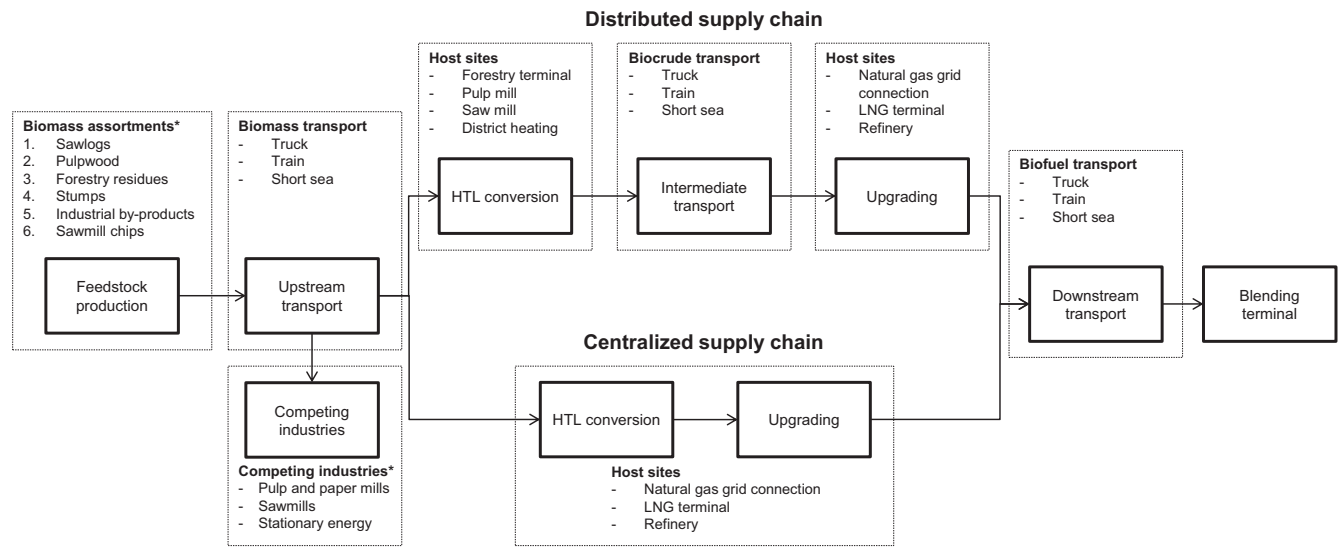 Distributed supply chain
Biomass assortments*
1. Sawlogs
2. Pulpwood
3. Forestry residues
4. Stumps
5. Industrial by-products
6. Sawmill chips
Feedstock
production
Biomass transport
- Truck
- Train
- Short sea
Upstream
transport
Host sites
- Forestry terminal
- Pulp mill
- Saw mill
- District heating
HTL conversion
Biocrude transport
- Truck
- Train
- Short sea
Intermediate
transport
Host sites
- Natural gas grid
connection
- LNG terminal
- Refinery
Upgrading
Biofuel transport
- Truck
- Train
- Short sea
Downstream
transport
Blending
terminal
Centralized supply chain
Competing
industries
Competing industries*
- Pulp and paper mills
- Sawmills
- Stationary energy
HTL conversion
Upgrading
Host sites
- Natural gas grid connection
- LNG terminal
- Refinery